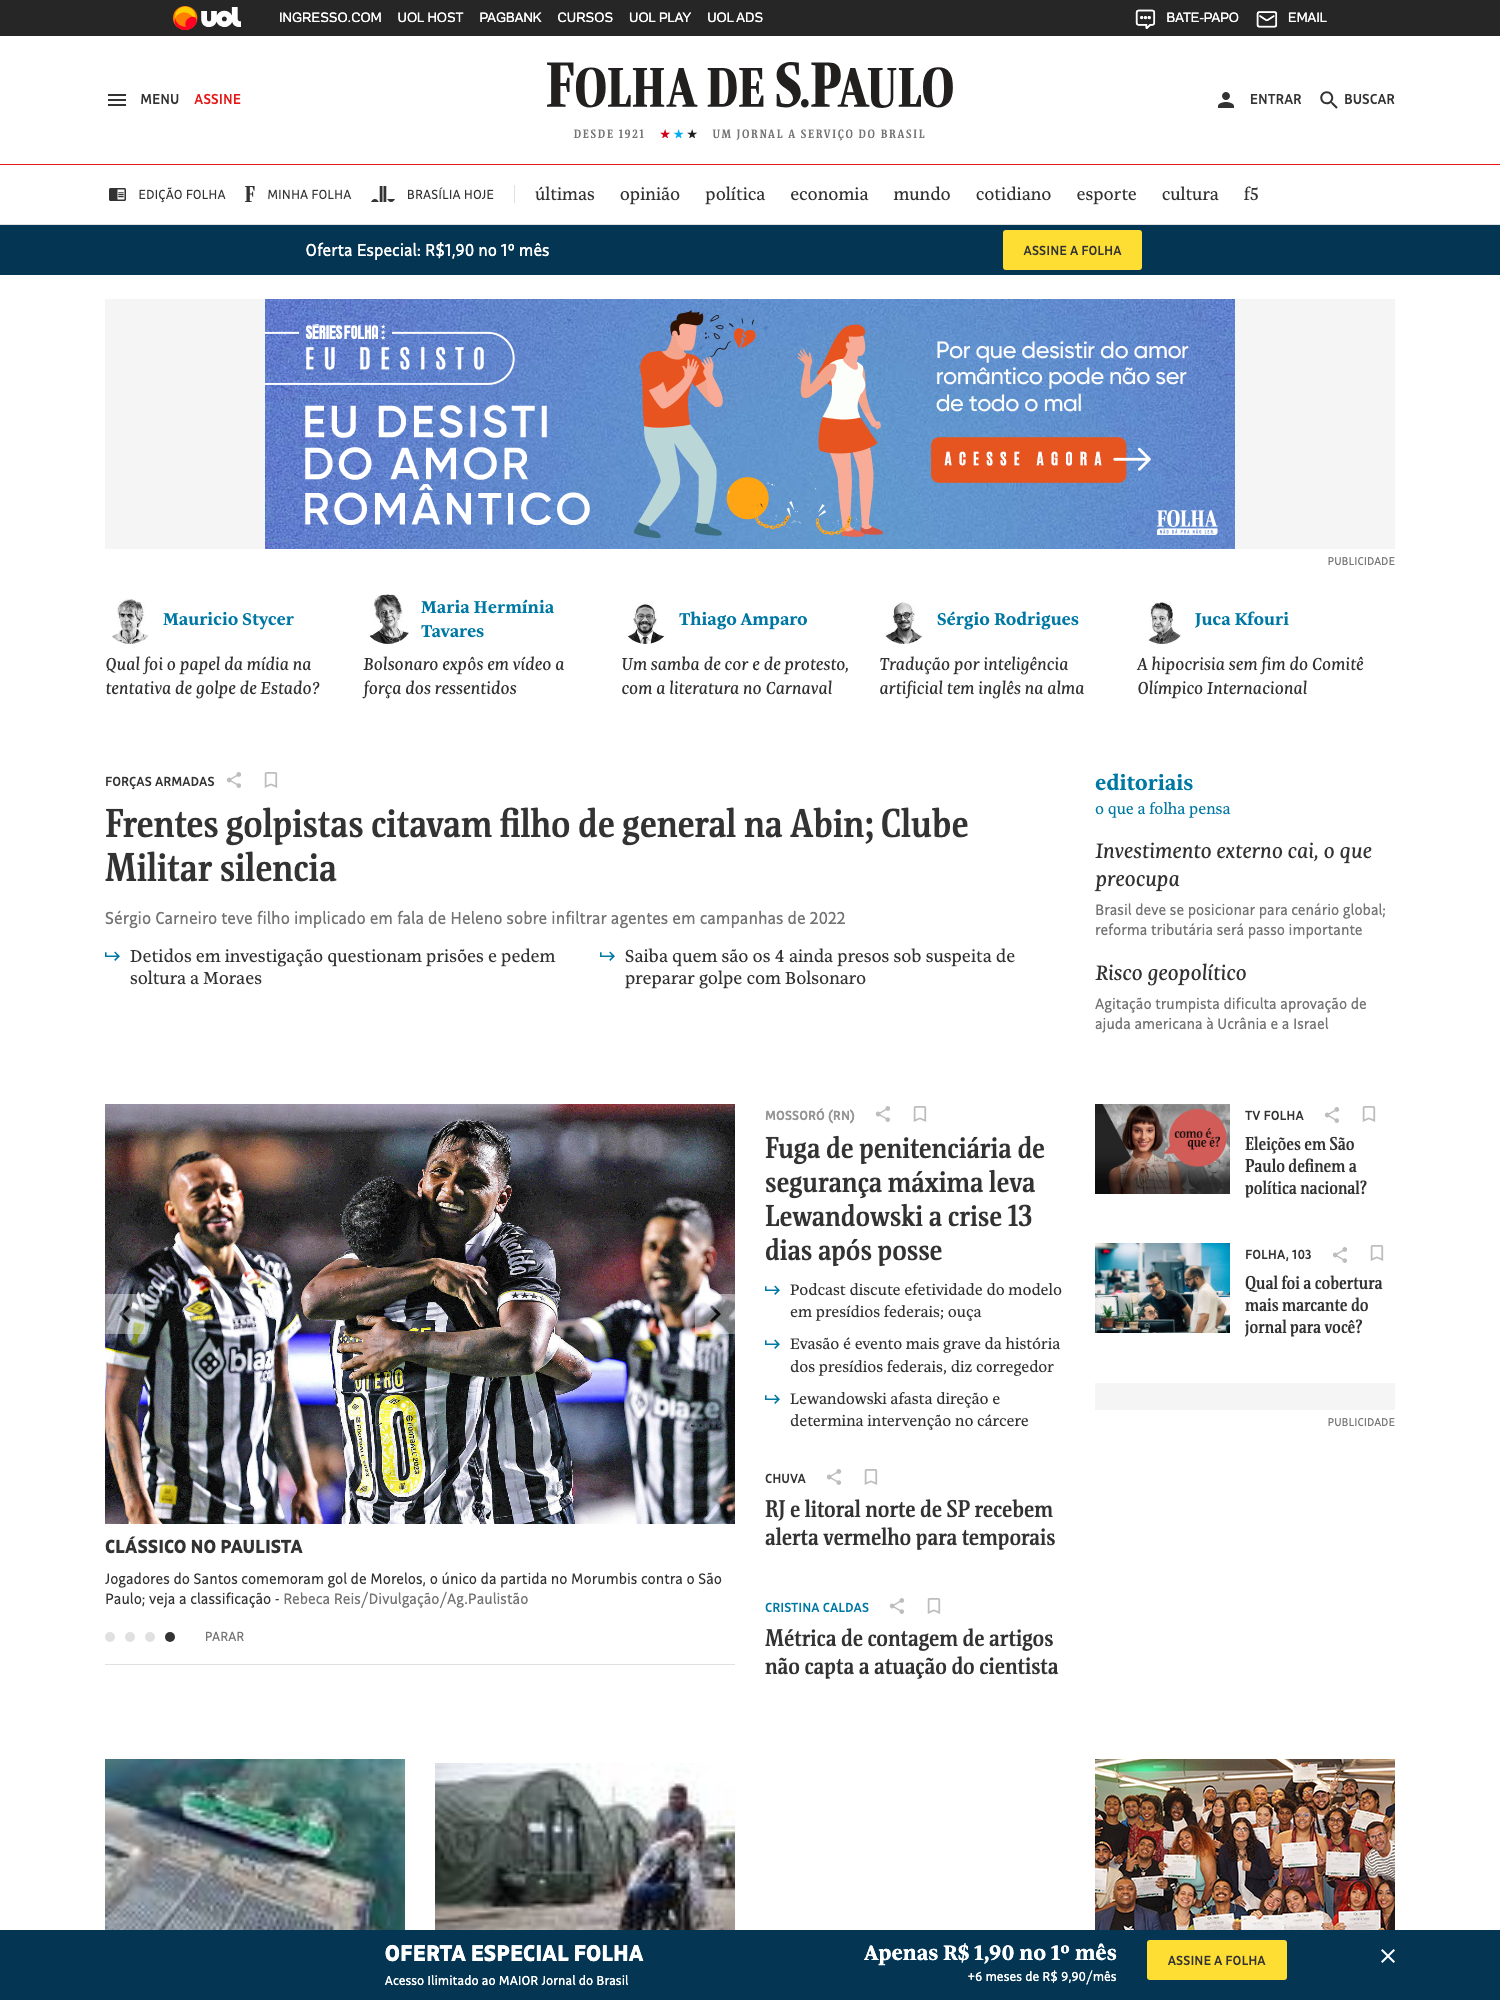 uol INGRESSO.COM UOL HOST PAGBANK CURSOS UOL PLAY UOL ADS BATE-PAPO EMAIL
MENU ASSINE FOLHA DE S.PAULO ENTRAR BUSCAR
DESDE 1921 ★★★ UM JORNAL A SERVIÇO DO BRASIL
EDIÇÃO FOLHA F MINHA FOLHA BRASÍLIA HOJE últimas opinião política economia mundo cotidiano esporte cultura f5
Oferta Especial: R$1,90 no 1º mês ASSINE A FOLHA
SÉRIES FOLHA
EU DESISTO
EU DESISTI
DO AMOR
ROMÂNTICO
Por que desistir do amor
romântico pode não ser
de todo o mal
ACESSE AGORA
FOLHA
NÃO DÁ PRA NÃO LER
PUBLICIDADE
Mauricio Stycer
Qual foi o papel da mídia na
tentativa de golpe de Estado?
Maria Hermínia
Tavares
Bolsonaro expôs em vídeo a
força dos ressentidos
Thiago Amparo
Um samba de cor e de protesto,
com a literatura no Carnaval
Sérgio Rodrigues
Tradução por inteligência
artificial tem inglês na alma
Juca Kfouri
A hipocrisia sem fim do Comitê
Olímpico Internacional
FORÇAS ARMADAS
Frentes golpistas citavam filho de general na Abin; Clube
Militar silencia
Sérgio Carneiro teve filho implicado em fala de Heleno sobre infiltrar agentes em campanhas de 2022
Detidos em investigação questionam prisões e pedem
soltura a Moraes
Saiba quem são os 4 ainda presos sob suspeita de
preparar golpe com Bolsonaro
editoriais
o que a folha pensa
Investimento externo cai, o que
preocupa
Brasil deve se posicionar para cenário global;
reforma tributária será passo importante
Risco geopolítico
Agitação trumpista dificulta aprovação de
ajuda americana à Ucrânia e a Israel
blaze
OTERO
10
blaze
CLÁSSICO NO PAULISTA
Jogadores do Santos comemoram gol de Morelos, o único da partida no Morumbis contra o São
Paulo; veja a classificação - Rebeca Reis/Divulgação/Ag.Paulistão
PARAR
MOSSORÓ (RN)
Fuga de penitenciária de
segurança máxima leva
Lewandowski a crise 13
dias após posse
Podcast discute efetividade do modelo
em presídios federais; ouça
Evasão é evento mais grave da história
dos presídios federais, diz corregedor
Lewandowski afasta direção e
determina intervenção no cárcere
CHUVA
RJ e litoral norte de SP recebem
alerta vermelho para temporais
CRISTINA CALDAS
Métrica de contagem de artigos
não capta a atuação do cientista
como é
que é?
TV FOLHA
Eleições em São
Paulo definem a
política nacional?
FOLHA, 103
Qual foi a cobertura
mais marcante do
jornal para você?
PUBLICIDADE
OFERTA ESPECIAL FOLHA
Acesso Ilimitado ao MAIOR Jornal do Brasil
Apenas R$ 1,90 no 1º mês
+6 meses de R$ 9,90/mês
ASSINE A FOLHA